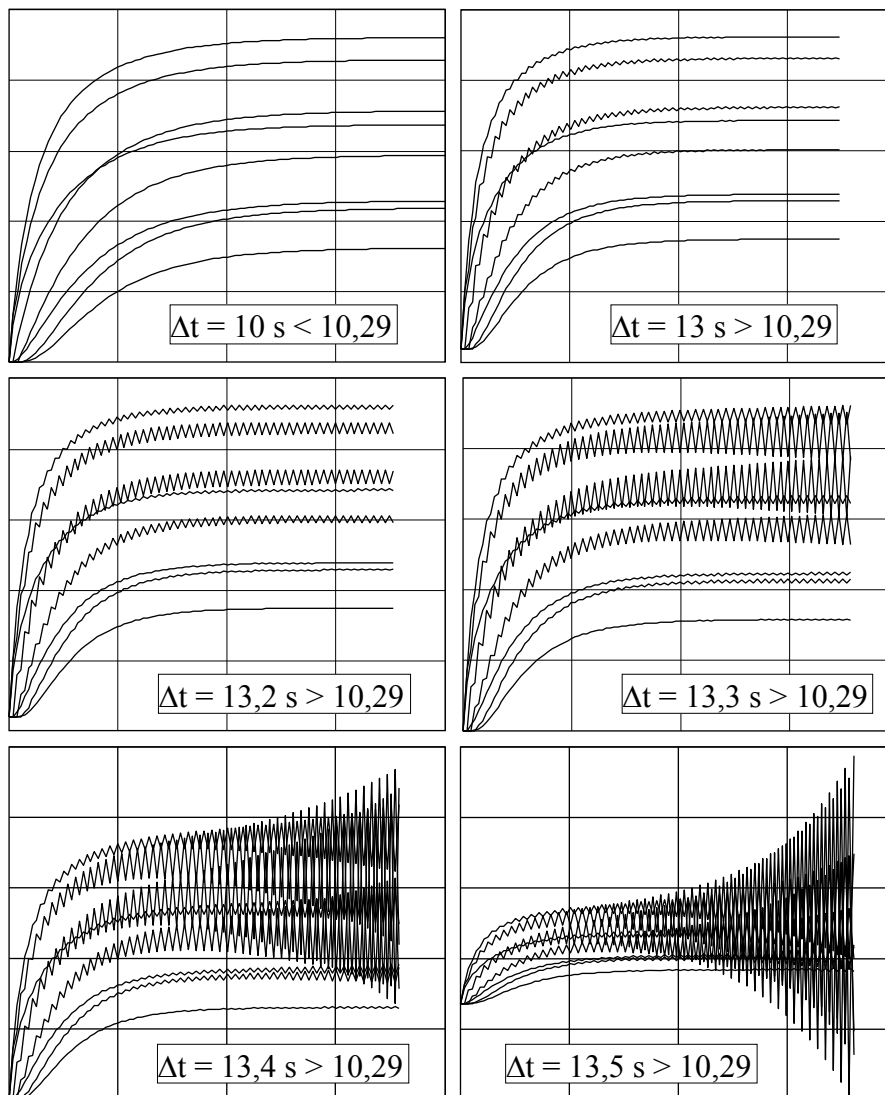 Δt = 10 s < 10,29
Δt = 13 s > 10,29
Δt = 13,2 s > 10,29
Δt = 13,3 s > 10,29
Δt = 13,4 s > 10,29
Δt = 13,5 s > 10,29